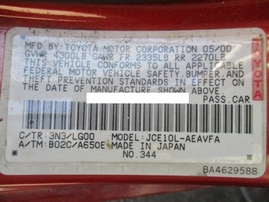 MFD. BY TOYOTA MOTOR CORPORATION 05/00
GVWR 4300LB GAWR FR 2335LB RR 2270LB
THIS VEHICLE CONFORMS TO ALL APPLICABLE
FEDERAL MOTOR VEHICLE SAFETY, BUMPER, AND
THEFT PREVENTION STANDARDS IN EFFECT ON
THE DATE OF MANUFACTURE SHOWN ABOVE.
PASS. CAR
C/TR: 3N3/LG00 MODEL: JCE10L-AEAVFA
A/TM: B02C/A650E MADE IN JAPAN
NO.344
BA4629588
TOYOTA